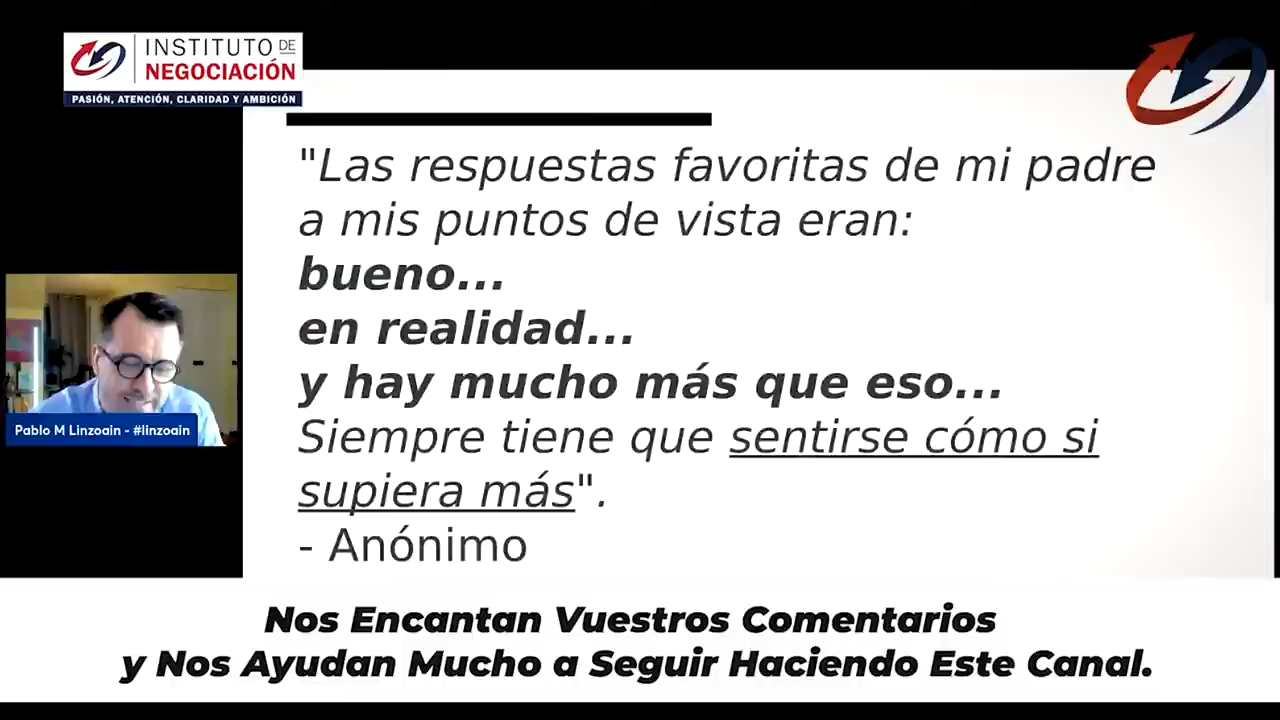 INSTITUTO DE
NEGOCIACIÓN
PASIÓN, ATENCIÓN, CLARIDAD Y AMBICIÓN
"Las respuestas favoritas de mi padre
a mis puntos de vista eran:
bueno...
en realidad...
y hay mucho más que eso...
Siempre tiene que sentirse cómo si
supiera más".
- Anónimo
Pablo M Linzoain - #linzoain
Nos Encantan Vuestros Comentarios
y Nos Ayudan Mucho a Seguir Haciendo Este Canal.